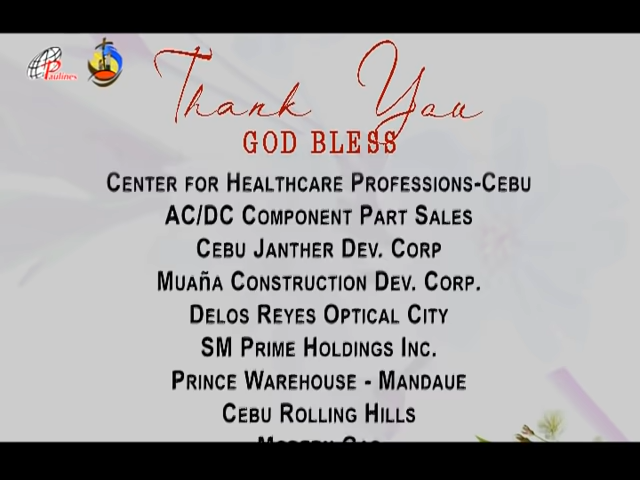 Paulines
Thank You
GOD BLESS
CENTER FOR HEALTHCARE PROFESSIONS-CEBU
AC/DC COMPONENT PART SALES
CEBU JANTHER DEV. CORP
MUAÑA CONSTRUCTION DEV. CORP.
DELOS REYES OPTICAL CITY
SM PRIME HOLDINGS INC.
PRINCE WAREHOUSE - MANDAUE
CEBU ROLLING HILLS